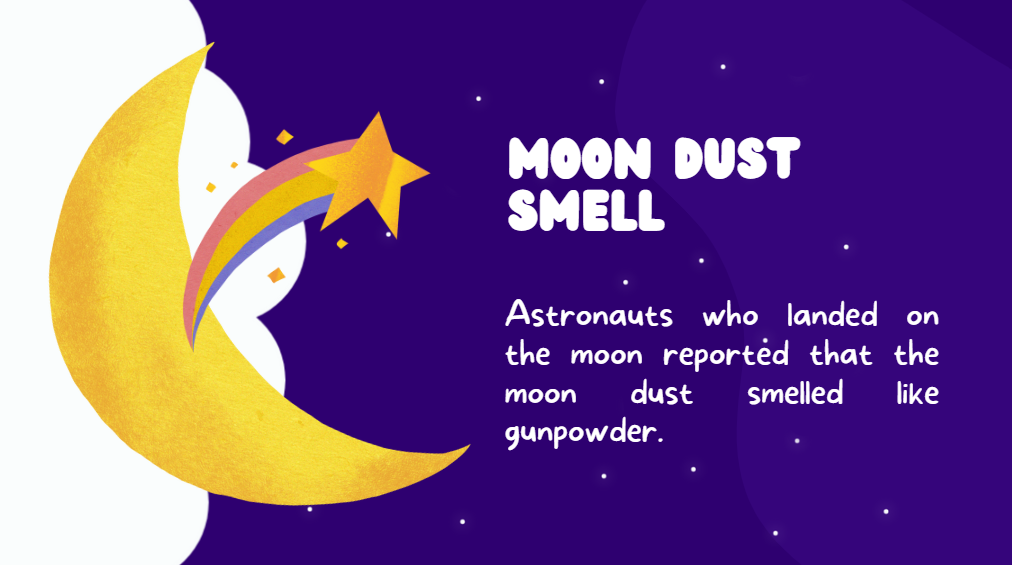 MOON DUST
SMELL
Astronauts who landed on
the moon reported that the
moon dust smelled like
gunpowder.